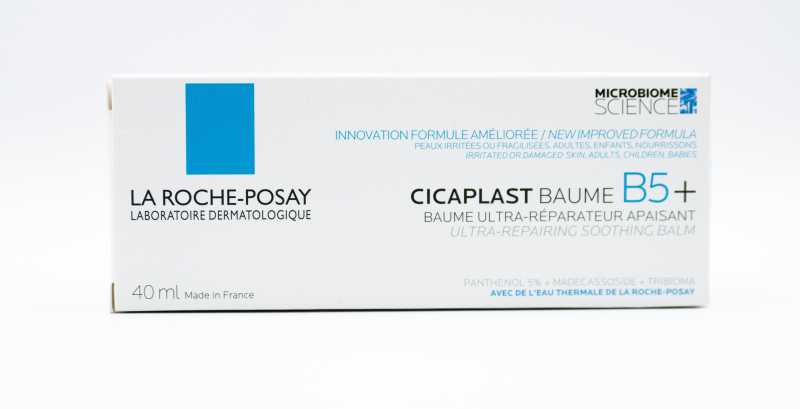 MICROBIOME
SCIENCE
INNOVATION FORMULE AMÉLIORÉE / NEW IMPROVED FORMULA
PEAUX IRRITÉES OU FRAGILISÉES, ADULTES, ENFANTS, NOURRISSONS
IRRITATED OR DAMAGED SKIN, ADULTS, CHILDREN, BABIES
LA ROCHE-POSAY
LABORATOIRE DERMATOLOGIQUE
CICAPLAST BAUME B5+
BAUME ULTRA-RÉPARATEUR APAISANT
ULTRA-REPAIRING SOOTHING BALM
40 ml Made in France
PANTHENOL 5% + MADECASSOSIDE + TRIBIOMA
AVEC DE L'EAU THERMALE DE LA ROCHE-POSAY